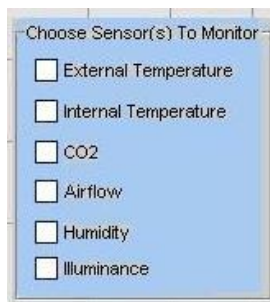 Choose Sensor(s) To Monitor
External Temperature
Internal Temperature
CO2
Airflow
Humidity
Illuminance